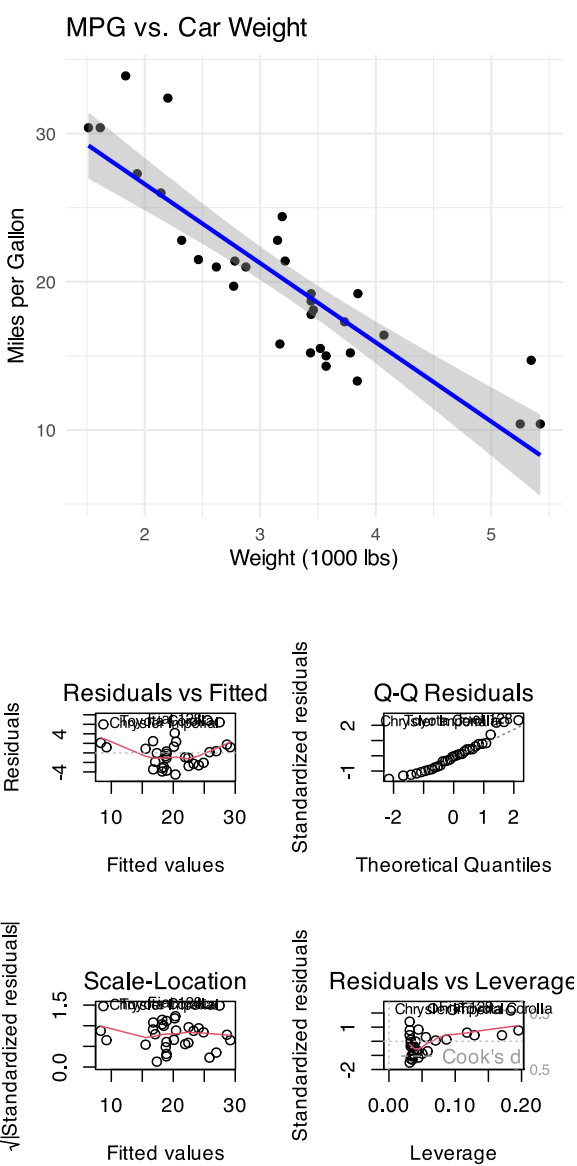 MPG vs. Car Weight
Miles per Gallon
30
20
10
2 3 4 5
Weight (1000 lbs)
Residuals vs Fitted
Residuals
4
-4
10 20 30
Fitted values
Q-Q Residuals
Standardized residuals
2
-1
-2 0 1 2
Theoretical Quantiles
Scale-Location
√|Standardized residuals|
1.5
0.0
10 20 30
Fitted values
Residuals vs Leverage
Standardized residuals
1
-2
Cook's d
0.5
0.5
0.00 0.10 0.20
Leverage